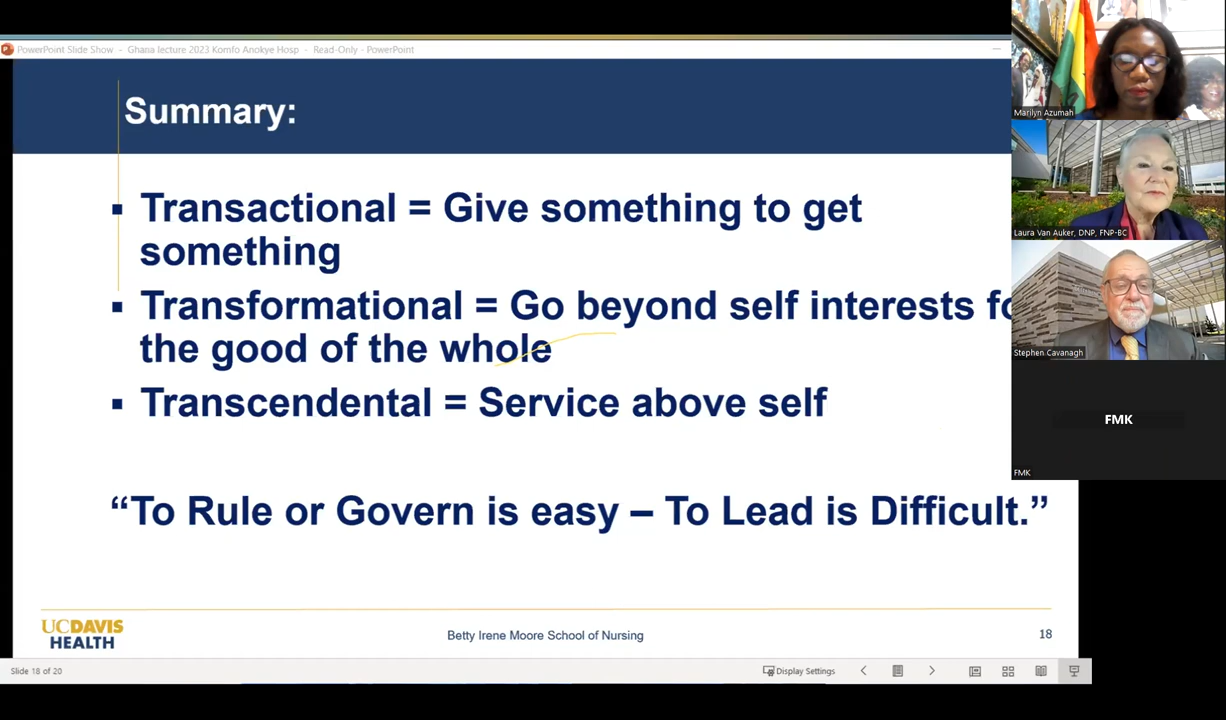 PowerPoint Slide Show - Ghana lecture 2023 Komfo Anokye Hosp - Read-Only - PowerPoint
Summary:
▪ Transactional = Give something to get
something
▪ Transformational = Go beyond self interests fo
the good of the whole
▪ Transcendental = Service above self
“To Rule or Govern is easy – To Lead is Difficult.”
UCDAVIS
HEALTH
Betty Irene Moore School of Nursing
18
Slide 18 of 20
Display Settings
Marilyn Azumah
Laura Van Auker, DNP, FNP-BC
Stephen Cavanagh
FMK
FMK